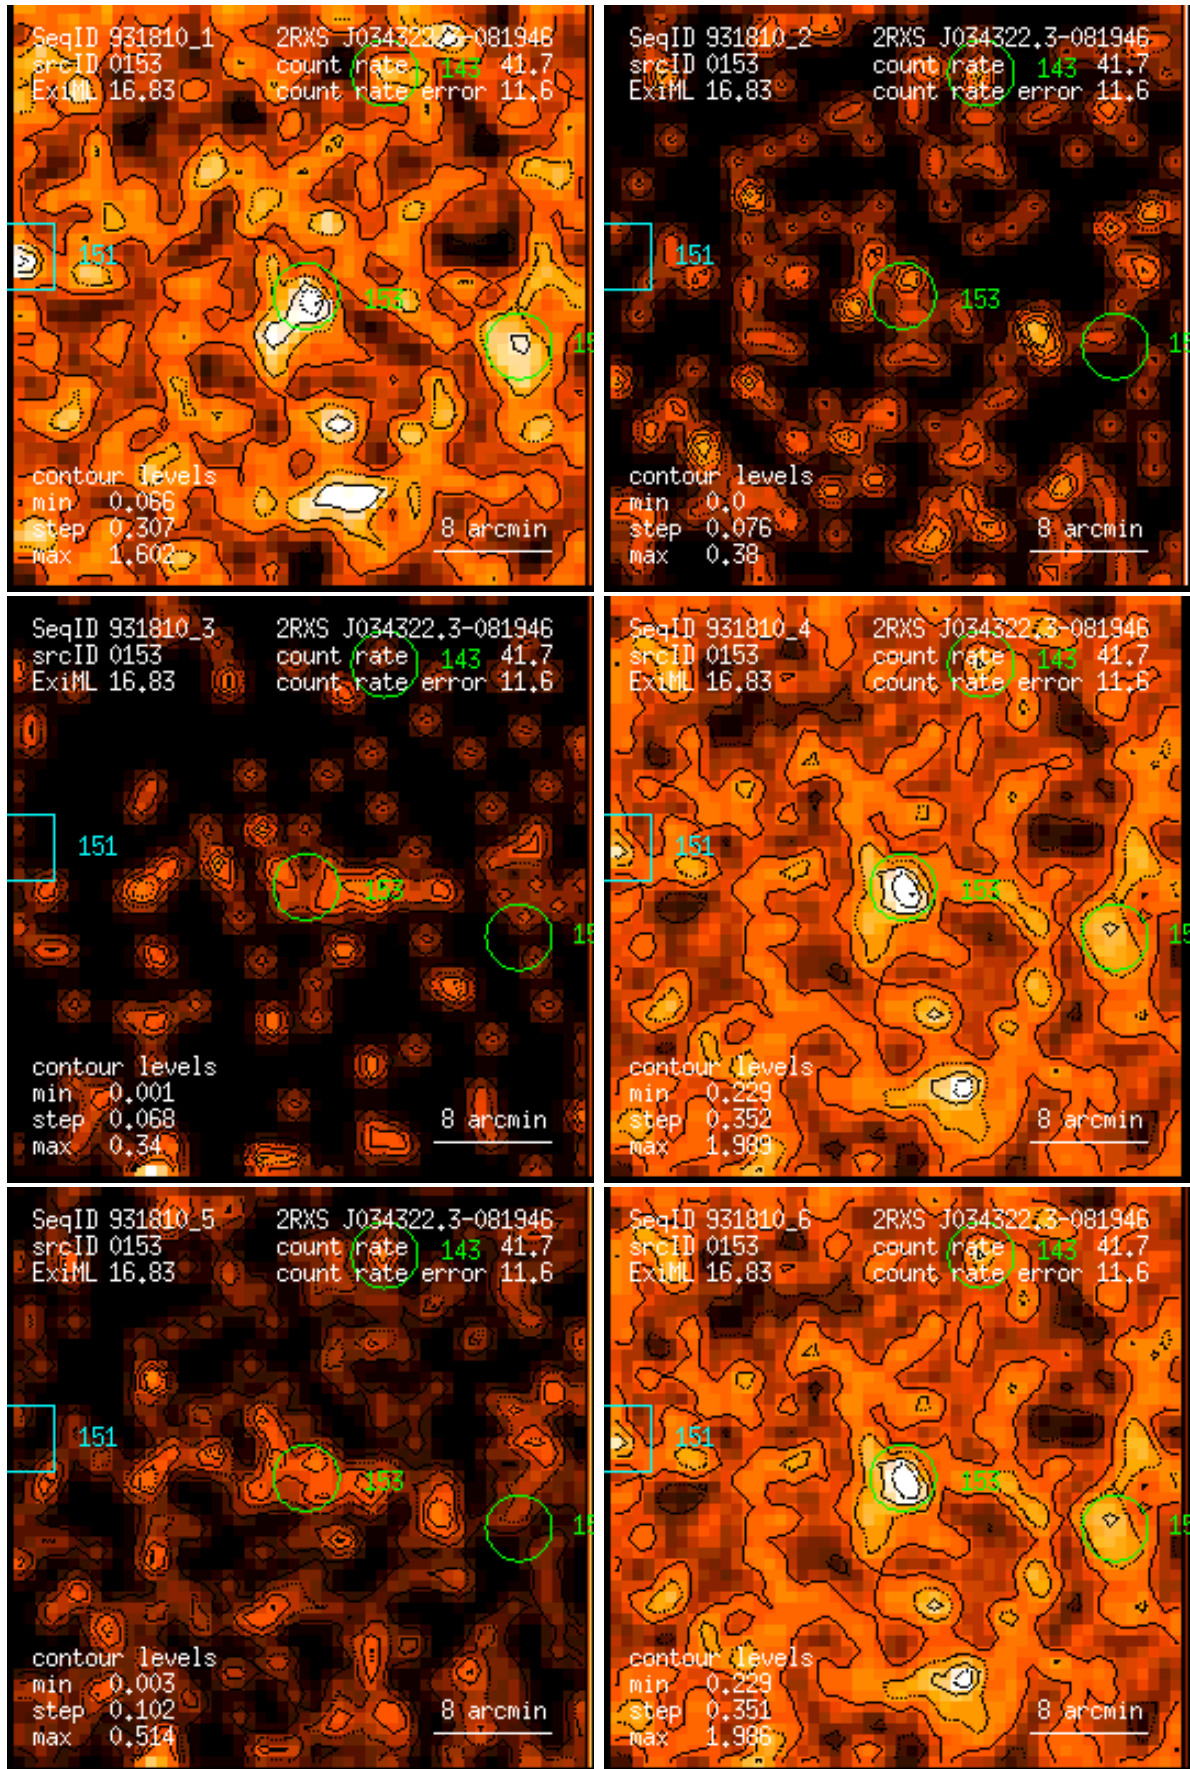 SeqID 931810_1 2RXS J034322.3-081946
srcID 0153 count rate 143 41.7
ExiML 16.83 count rate error 11.6
151
153
15
contour levels
min 0.066
step 0.307 8 arcmin
max 1.602
SeqID 931810_2 2RXS J034322.3-081946
srcID 0153 count rate 143 41.7
ExiML 16.83 count rate error 11.6
151
153
15
contour levels
min 0.0
step 0.076 8 arcmin
max 0.38
SeqID 931810_3 2RXS J034322.3-081946
srcID 0153 count rate 143 41.7
ExiML 16.83 count rate error 11.6
151
153
15
contour levels
min 0.001
step 0.068 8 arcmin
max 0.34
SeqID 931810_4 2RXS J034322.3-081946
srcID 0153 count rate 143 41.7
ExiML 16.83 count rate error 11.6
151
153
15
contour levels
min 0.229
step 0.352 8 arcmin
max 1.989
SeqID 931810_5 2RXS J034322.3-081946
srcID 0153 count rate 143 41.7
ExiML 16.83 count rate error 11.6
151
153
15
contour levels
min 0.003
step 0.102 8 arcmin
max 0.514
SeqID 931810_6 2RXS J034322.3-081946
srcID 0153 count rate 143 41.7
ExiML 16.83 count rate error 11.6
151
153
15
contour levels
min 0.229
step 0.351 8 arcmin
max 1.986